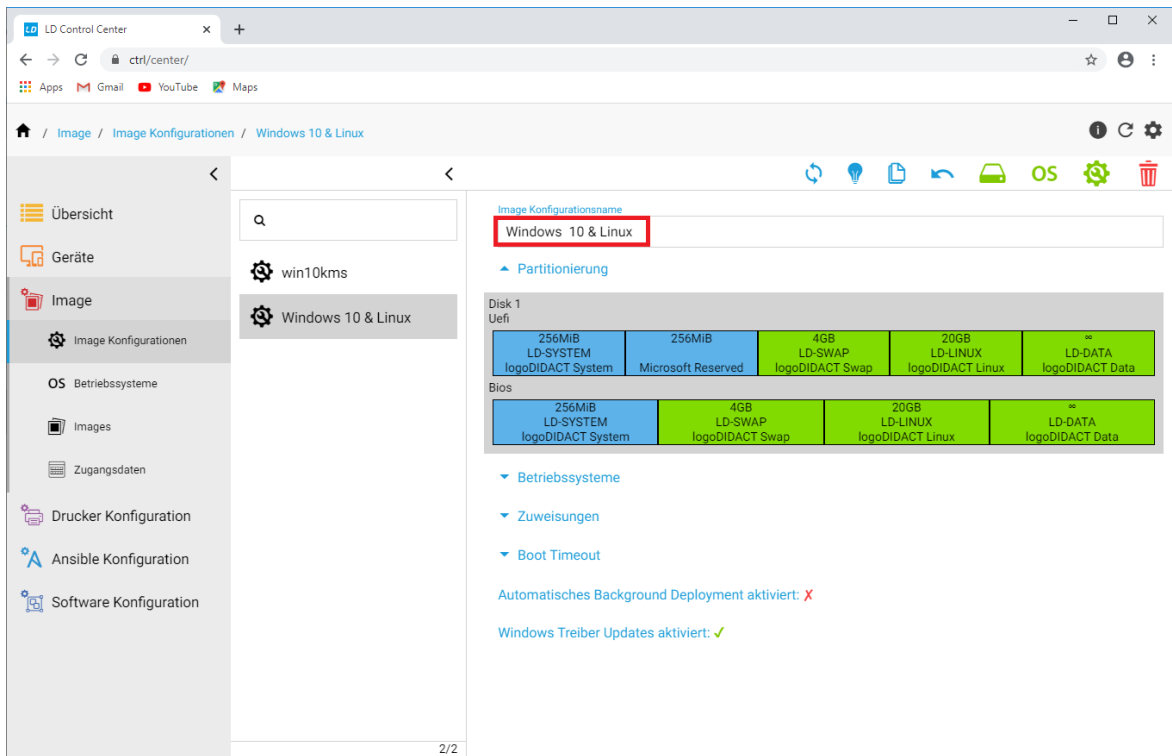 LD LD Control Center
ctrl/center/
Apps Gmail YouTube Maps
/ Image / Image Konfigurationen / Windows 10 & Linux
OS
Übersicht
Geräte
Image
Image Konfigurationen
OS Betriebssysteme
Images
Zugangsdaten
Drucker Konfiguration
Ansible Konfiguration
Software Konfiguration
win10kms
Windows 10 & Linux
2/2
Image Konfigurationsname
Windows  10 & Linux
Partitionierung
Disk 1
Uefi
256MiB 256MiB 4GB 20GB ∞
LD-SYSTEM LD-SWAP LD-LINUX LD-DATA
logoDIDACT System Microsoft Reserved logoDIDACT Swap logoDIDACT Linux logoDIDACT Data
Bios
256MiB 4GB 20GB ∞
LD-SYSTEM LD-SWAP LD-LINUX LD-DATA
logoDIDACT System logoDIDACT Swap logoDIDACT Linux logoDIDACT Data
Betriebssysteme
Zuweisungen
Boot Timeout
Automatisches Background Deployment aktiviert: ✗
Windows Treiber Updates aktiviert: ✓